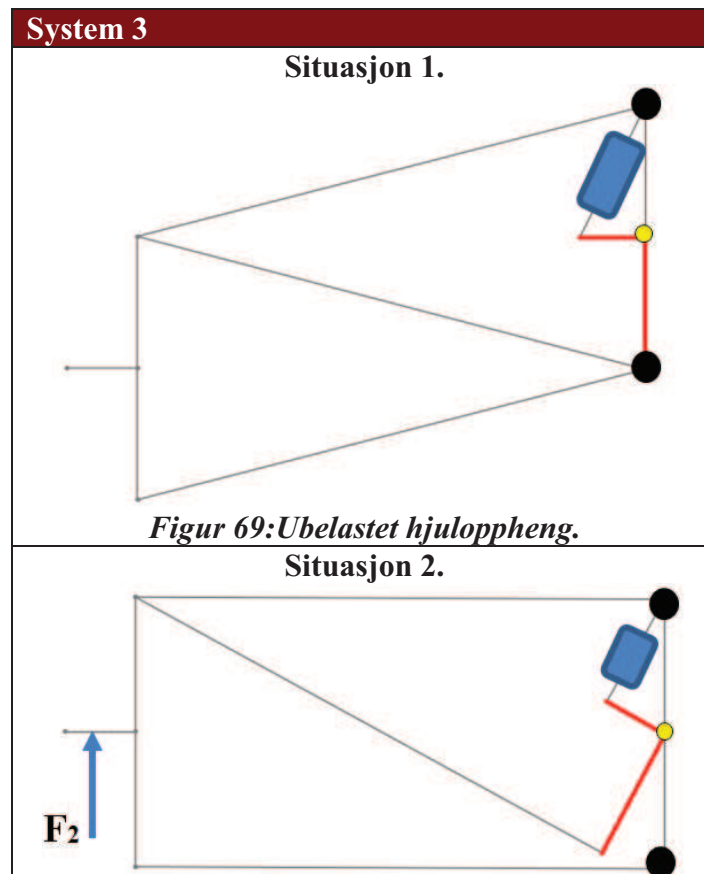 System 3
Situasjon 1.
Figur 69:Ubelastet hjuloppheng.
Situasjon 2.
F2